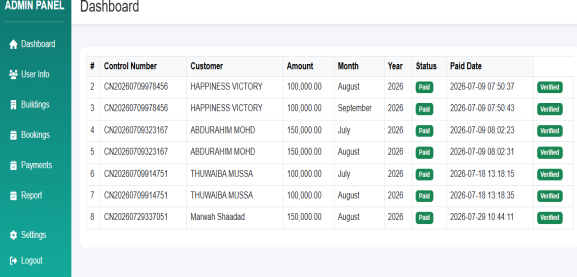 ADMIN PANEL
Dashboard
Dashboard
User Info
Buildings
Bookings
Payments
Report
Settings
Logout
# Control Number Customer Amount Month Year Status Paid Date
2 CN20260709978456 HAPPINESS VICTORY 100,000.00 August 2026 Paid 2026-07-09 07:50:37 Verified
3 CN20260709978456 HAPPINESS VICTORY 100,000.00 September 2026 Paid 2026-07-09 07:50:43 Verified
4 CN20260709323167 ABDURAHIM MOHD 150,000.00 July 2026 Paid 2026-07-09 08:02:23 Verified
5 CN20260709323167 ABDURAHIM MOHD 150,000.00 August 2026 Paid 2026-07-09 08:02:31 Verified
6 CN20260709914751 THUWAIBA MUSSA 100,000.00 July 2026 Paid 2026-07-18 13:18:15 Verified
7 CN20260709914751 THUWAIBA MUSSA 100,000.00 August 2026 Paid 2026-07-18 13:18:35 Verified
8 CN20260729337051 Marwah Shaadad 150,000.00 August 2026 Paid 2026-07-29 10:44:11 Verified